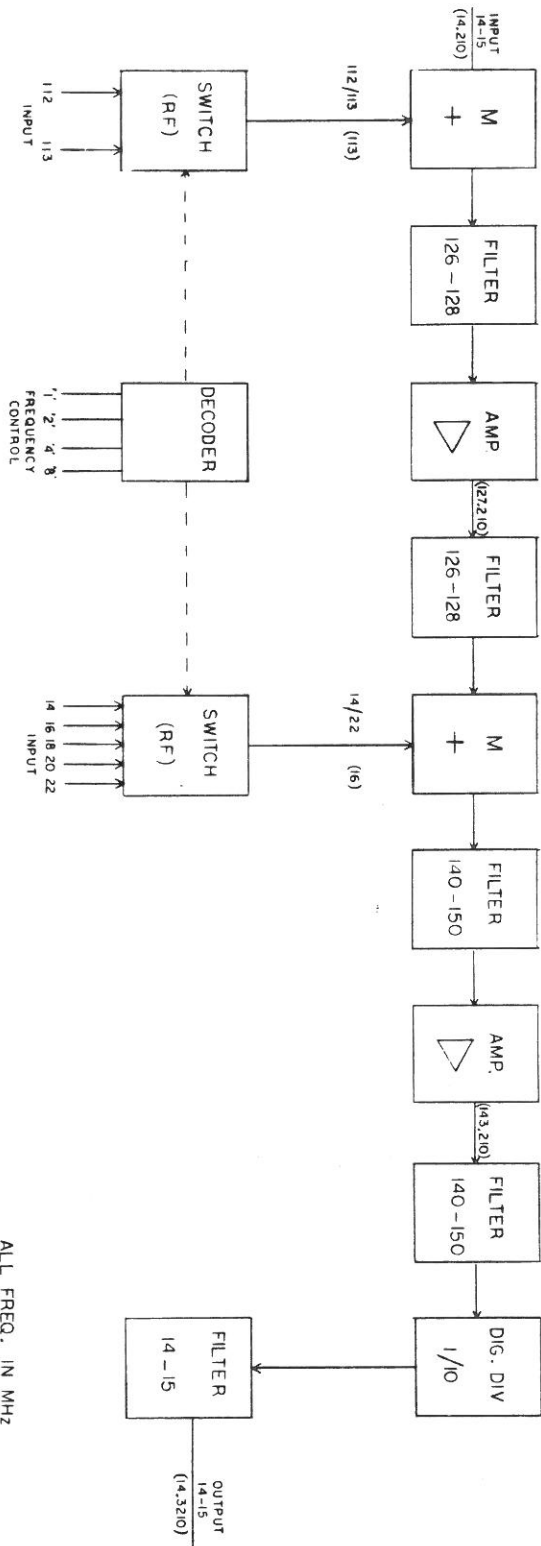 INPUT
14-15
(14.210)
M
+
FILTER
126-128
AMP.
(127.210)
FILTER
126-128
M
+
FILTER
140-150
AMP.
(143.210)
FILTER
140-150
DIG. DIV
1/10
112/113
(113)
14/22
(16)
SWITCH
(RF)
112 113
INPUT
DECODER
'1' '2' '4' '8'
FREQUENCY
CONTROL
SWITCH
(RF)
14 16 18 20 22
INPUT
FILTER
14-15
OUTPUT
14-15
(14.3210)
ALL FREQ. IN MHz